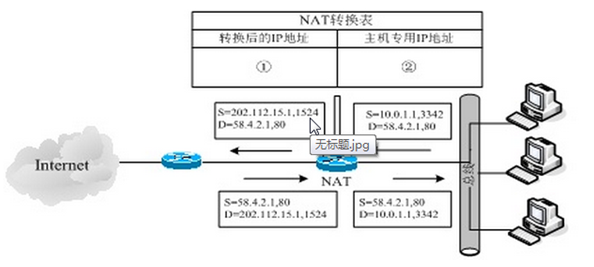 NAT转换表
转换后的IP地址 主机专用IP地址
① ②
S=202.112.15.1,1524
D=58.4.2.1,80
S=10.0.1.1,3342
D=58.4.2.1,80
无标题.jpg
Internet
NAT
总线
S=58.4.2.1,80
D=202.112.15.1,1524
S=58.4.2.1,80
D=10.0.1.1,3342